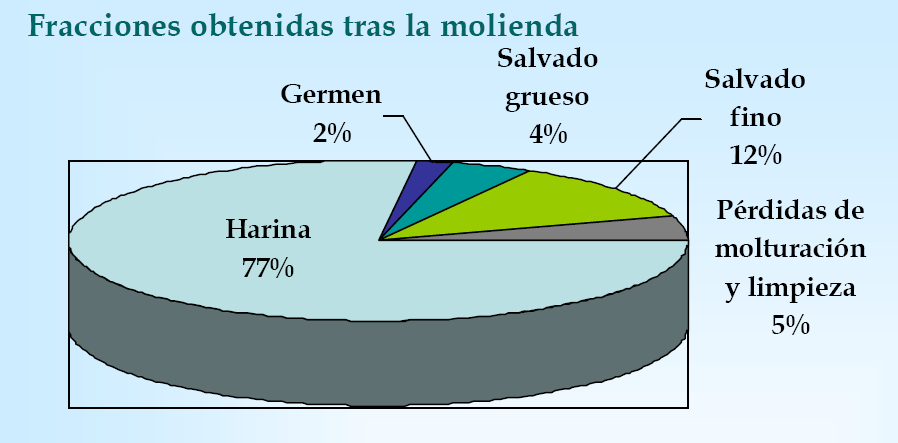 Fracciones obtenidas tras la molienda
Salvado
grueso
4%
Germen
2%
Salvado
fino
12%
Harina
77%
Pérdidas de
molturación
y limpieza
5%